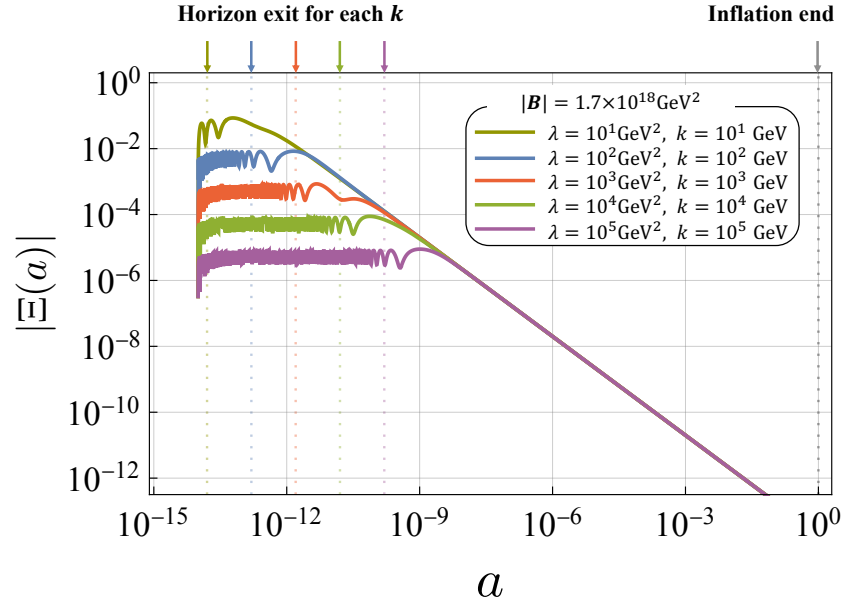 Horizon exit for each k
Inflation end
10⁰
10⁻²
10⁻⁴
10⁻⁶
10⁻⁸
10⁻¹⁰
10⁻¹²
|Ξ(a)|
|B| = 1.7×10¹⁸GeV²
λ = 10¹GeV², k = 10¹ GeV
λ = 10²GeV², k = 10² GeV
λ = 10³GeV², k = 10³ GeV
λ = 10⁴GeV², k = 10⁴ GeV
λ = 10⁵GeV², k = 10⁵ GeV
10⁻¹⁵ 10⁻¹² 10⁻⁹ 10⁻⁶ 10⁻³ 10⁰
a